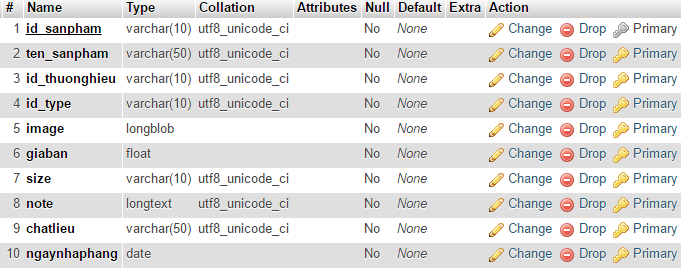 # Name Type Collation Attributes Null Default Extra Action
1 id_sanpham varchar(10) utf8_unicode_ci No None Change Drop Primary
2 ten_sanpham varchar(50) utf8_unicode_ci No None Change Drop Primary
3 id_thuonghieu varchar(10) utf8_unicode_ci No None Change Drop Primary
4 id_type varchar(10) utf8_unicode_ci No None Change Drop Primary
5 image longblob No None Change Drop Primary
6 giaban float No None Change Drop Primary
7 size varchar(10) utf8_unicode_ci No None Change Drop Primary
8 note longtext utf8_unicode_ci No None Change Drop Primary
9 chatlieu varchar(50) utf8_unicode_ci No None Change Drop Primary
10 ngaynhaphang date No None Change Drop Primary